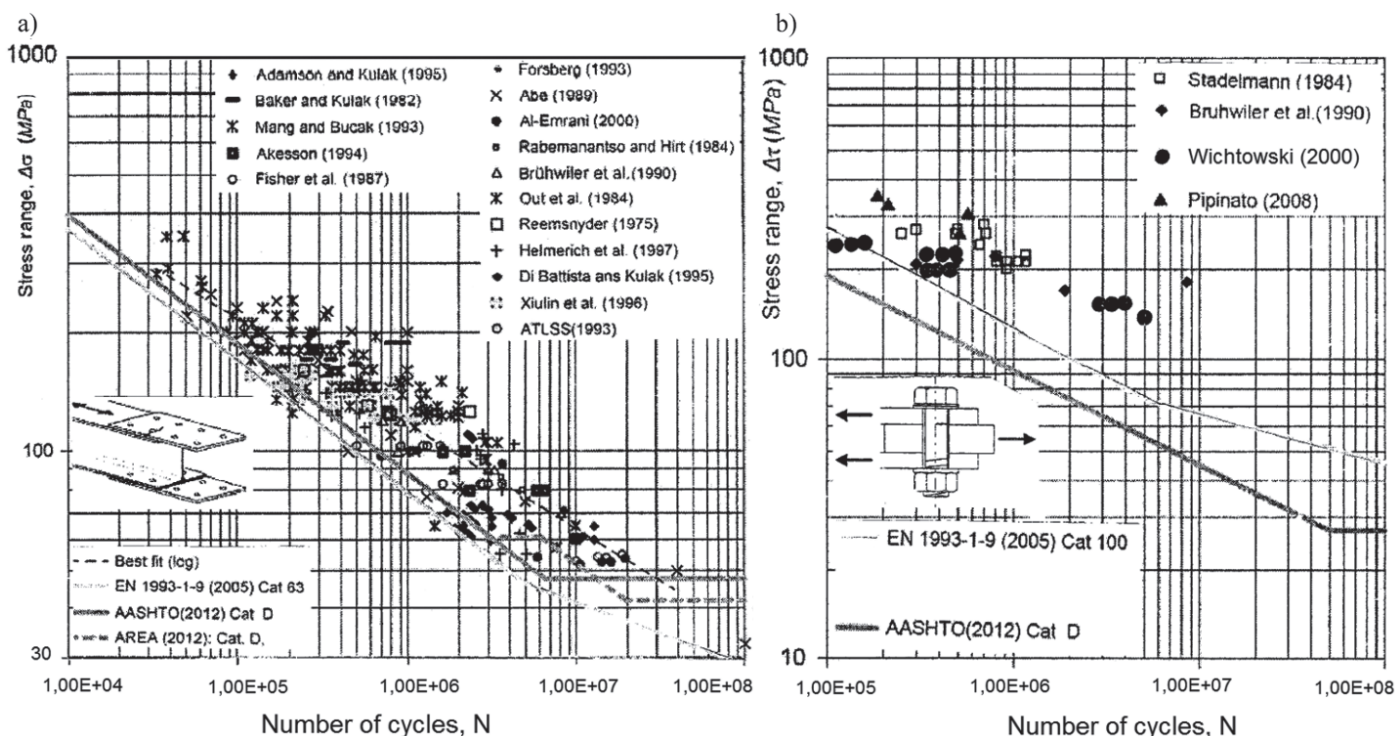 a)
1000
Stress range, Δσ (MPa)
Adamson and Kulak (1995)
Baker and Kulak (1982)
Mang and Bucak (1993)
Akesson (1994)
Fisher et al. (1987)
Forsberg (1993)
Abe (1989)
Al-Emrani (2000)
Rabemanantso and Hirt (1984)
Brühwiler et al.(1990)
Out et al. (1984)
Reemsnyder (1975)
Helmerich et al. (1997)
Di Battista ans Kulak (1995)
Xiulin et al. (1996)
ATLSS(1993)
100
Best fit (log)
EN 1993-1-9 (2005) Cat 63
AASHTO(2012) Cat D
AREA (2012): Cat. D,
30
1,00E+04
1,00E+05
1,00E+06
1,00E+07
1,00E+08
Number of cycles, N
b)
1000
Stress range, Δτ (MPa)
Stadelmann (1984)
Bruhwiler et al.(1990)
Wichtowski (2000)
Pipinato (2008)
100
EN 1993-1-9 (2005) Cat 100
AASHTO(2012) Cat D
10
1,00E+05
1,00E+06
1,00E+07
1,00E+08
Number of cycles, N